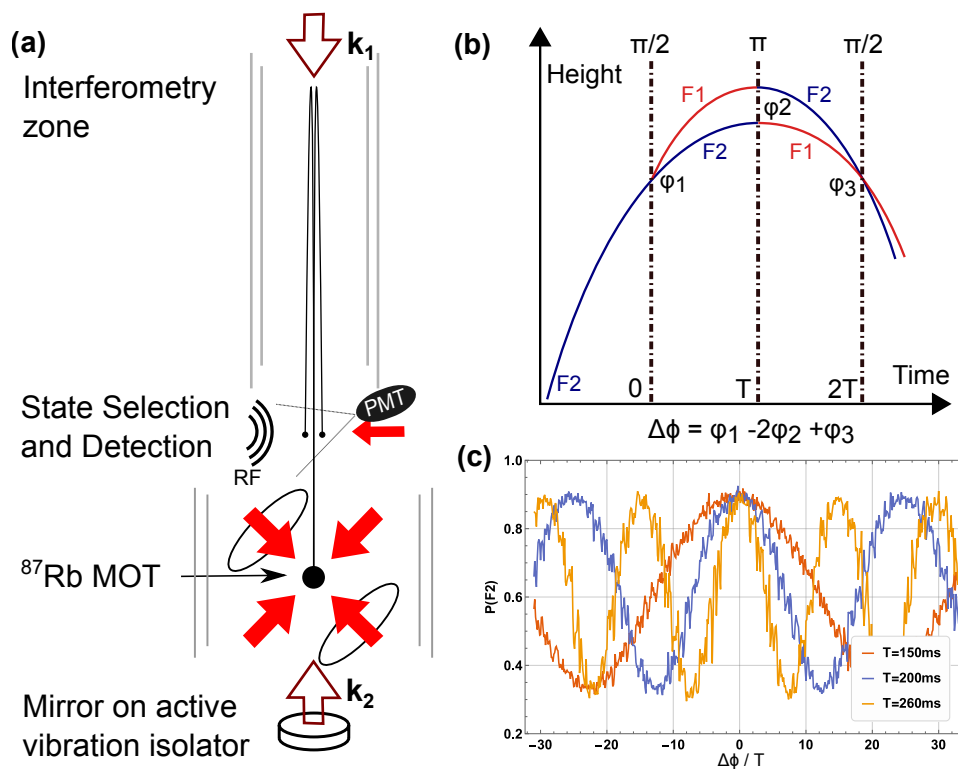 (a)
k₁
Interferometry
zone
State Selection
and Detection
RF
PMT
⁸⁷Rb MOT
k₂
Mirror on active
vibration isolator
(b)
π/2
π
π/2
Height
F1
φ2
F2
F2
F1
φ1
φ3
F2
Time
0
T
2T
Δϕ = φ₁ -2φ₂ +φ₃
(c)
1.0
0.8
P(F2)
0.6
0.4
0.2
T=150ms
T=200ms
T=260ms
-30
-20
-10
0
10
20
30
Δϕ / T